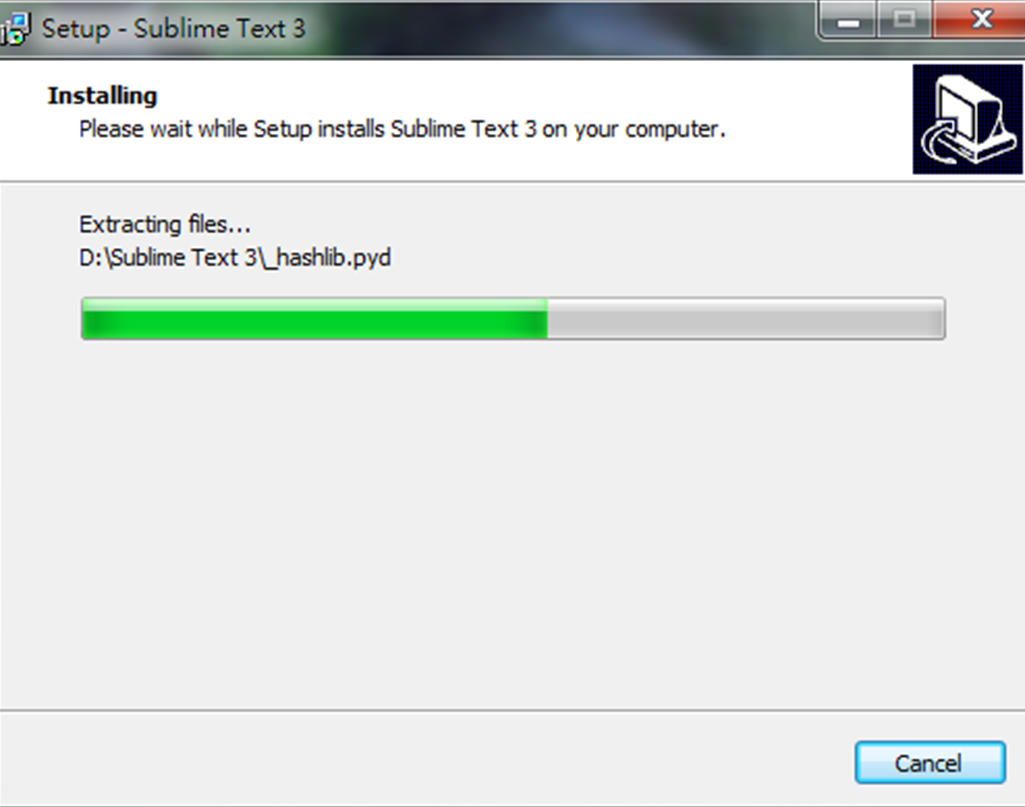 Setup - Sublime Text 3
Installing
Please wait while Setup installs Sublime Text 3 on your computer.
Extracting files...
D:\Sublime Text 3\_hashlib.pyd
Cancel